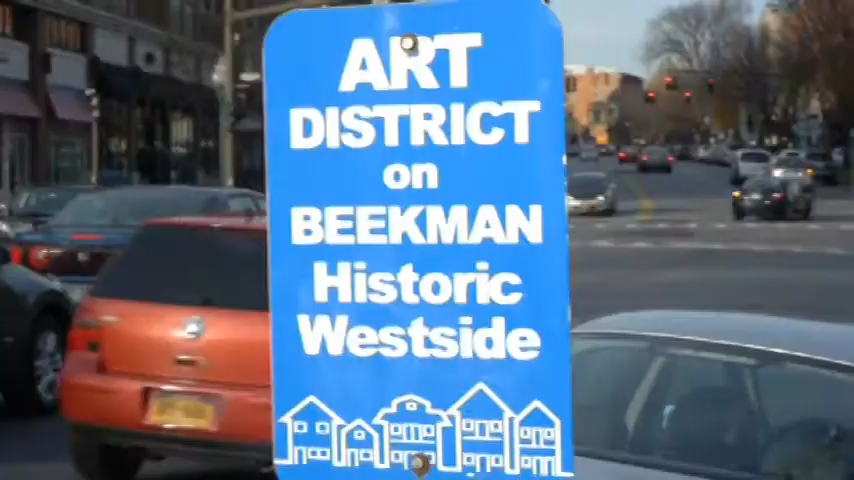 ART
DISTRICT
on
BEEKMAN
Historic
Westside